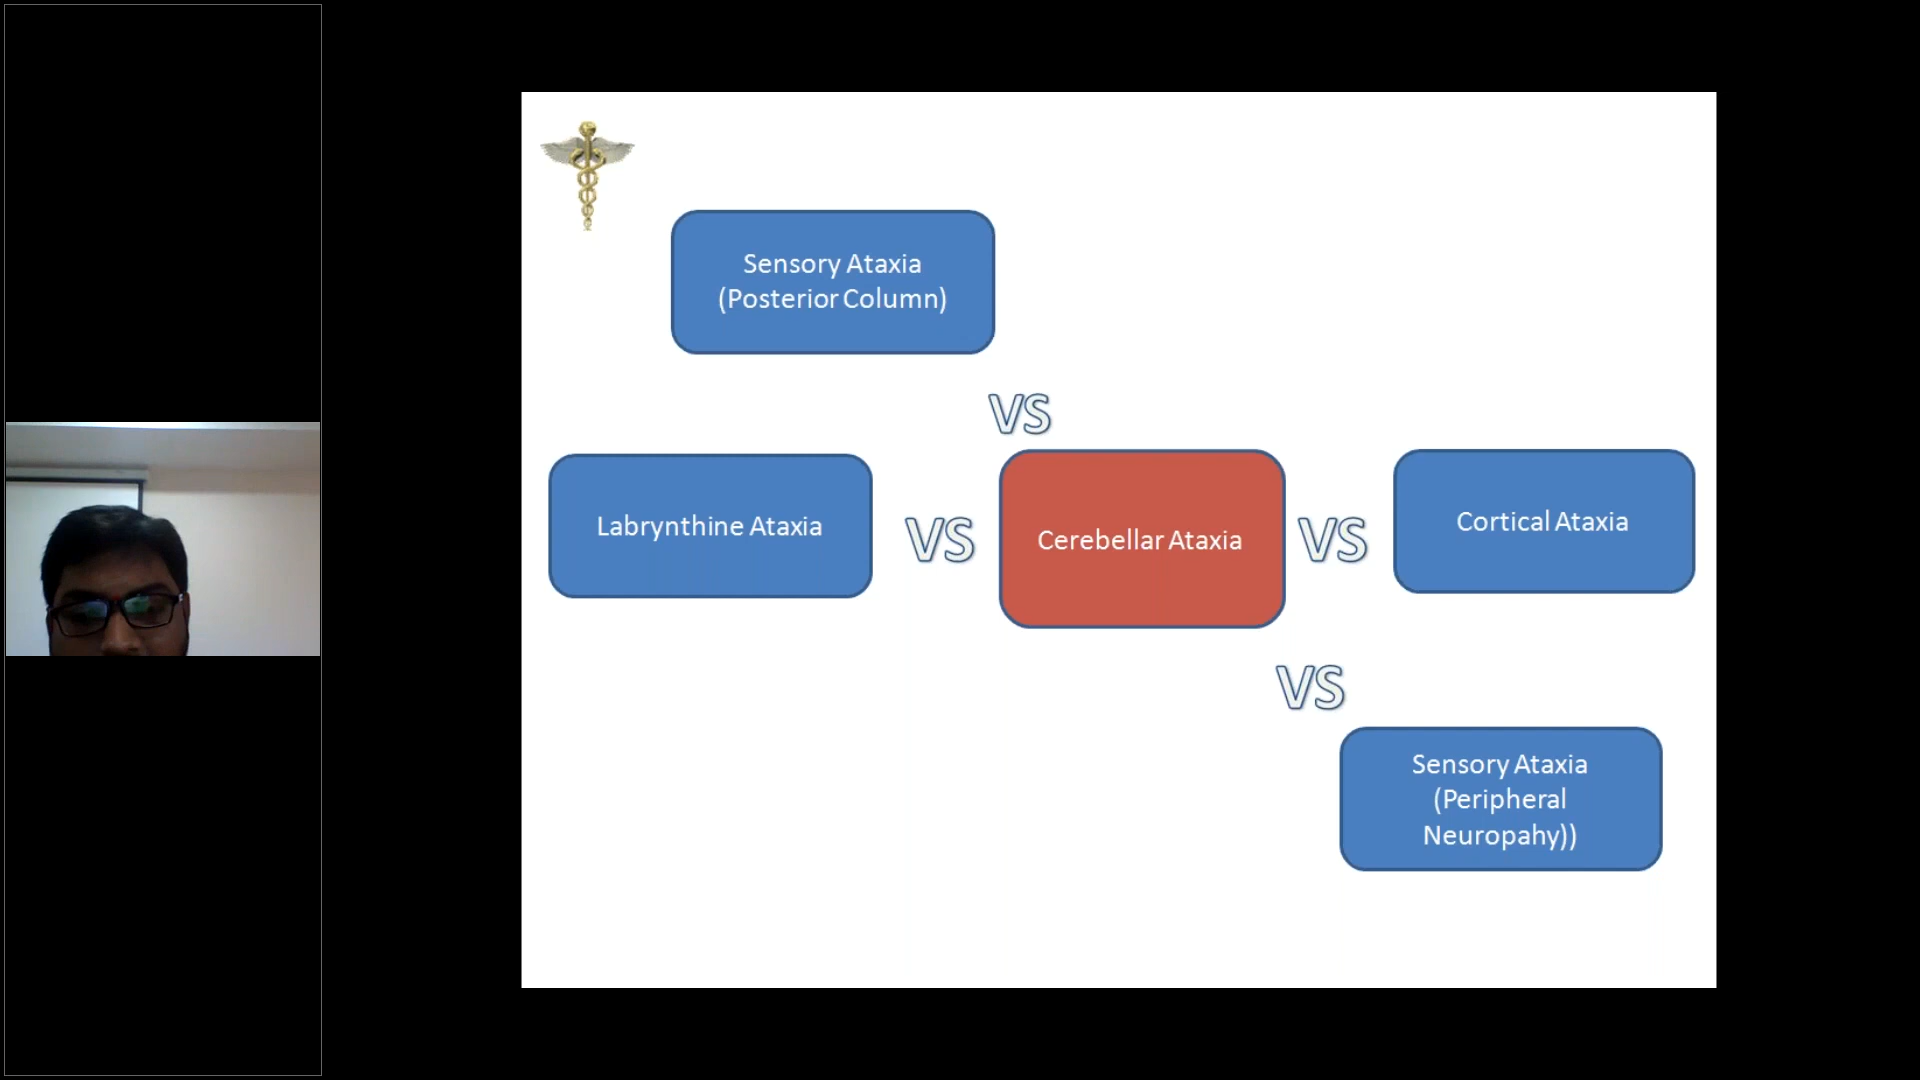 Sensory Ataxia
(Posterior Column)
VS
Labrynthine Ataxia
VS
Cerebellar Ataxia
VS
Cortical Ataxia
VS
Sensory Ataxia
(Peripheral
Neuropahy))